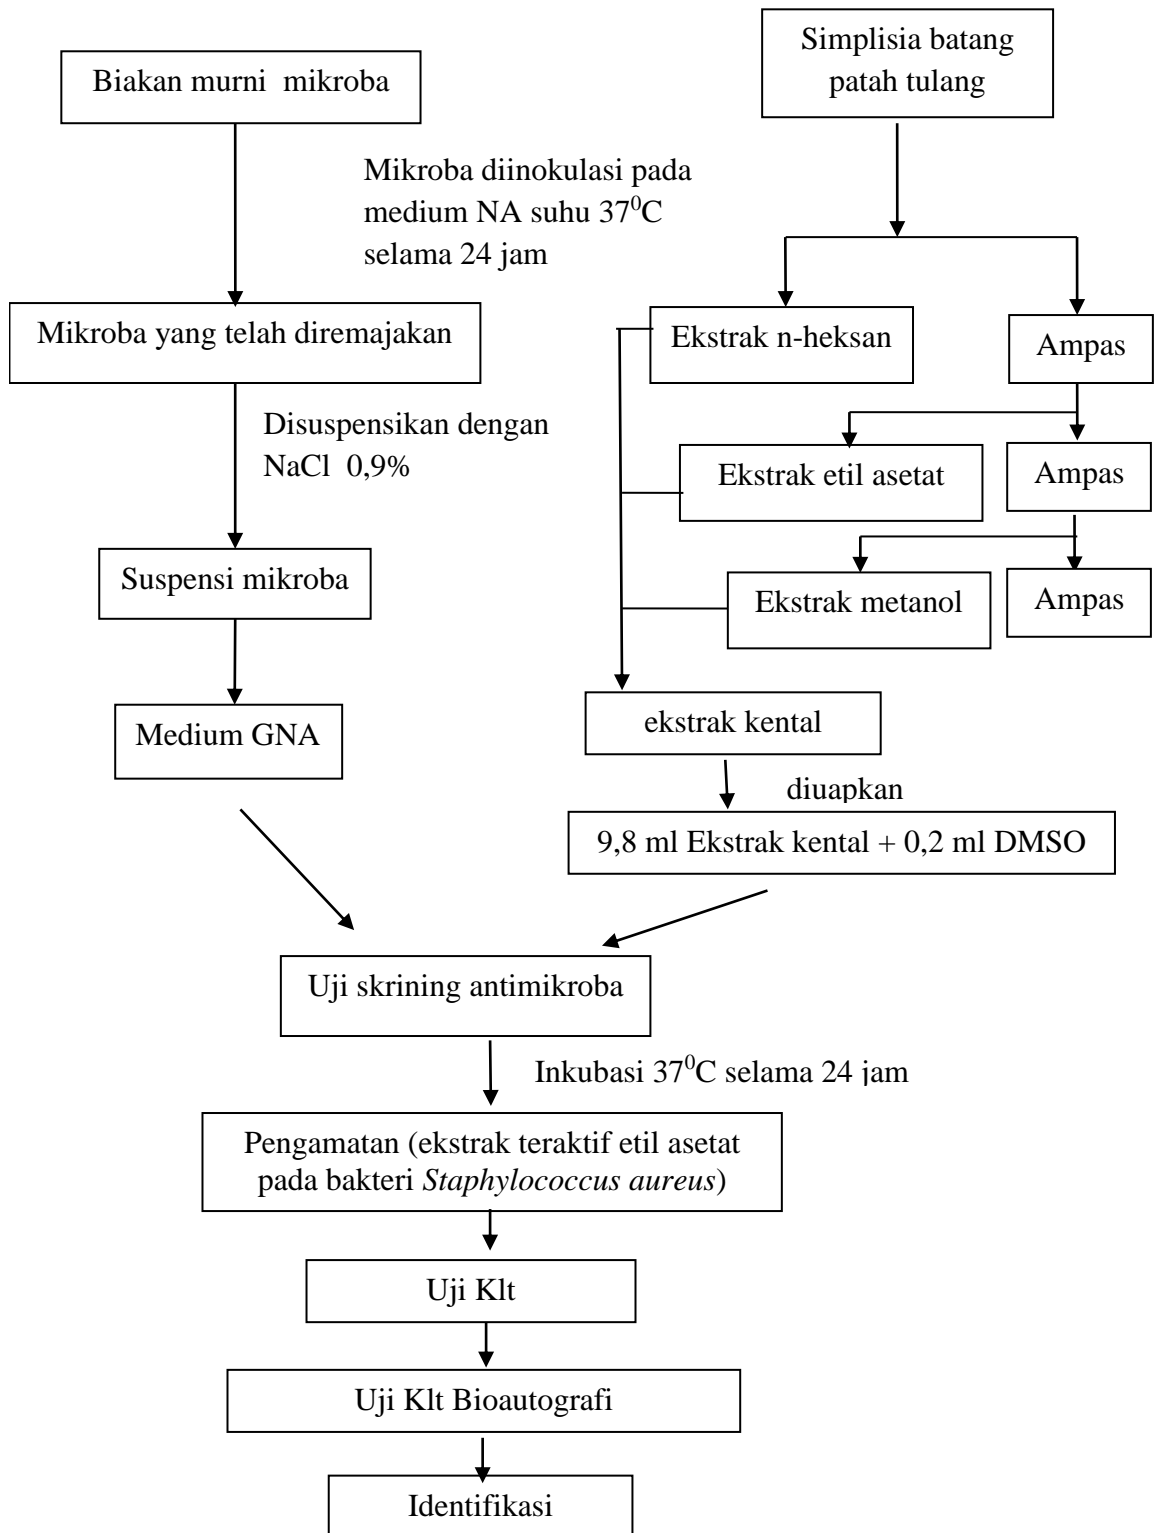 Simplisia batang
patah tulang
Biakan murni mikroba
Mikroba diinokulasi pada
medium NA suhu 37⁰C
selama 24 jam
Mikroba yang telah diremajakan
Ekstrak n-heksan
Ampas
Disuspensikan dengan
NaCl 0,9%
Ekstrak etil asetat
Ampas
Suspensi mikroba
Ekstrak metanol
Ampas
Medium GNA
ekstrak kental
diuapkan
9,8 ml Ekstrak kental + 0,2 ml DMSO
Uji skrining antimikroba
Inkubasi 37⁰C selama 24 jam
Pengamatan (ekstrak teraktif etil asetat
pada bakteri Staphylococcus aureus)
Uji Klt
Uji Klt Bioautografi
Identifikasi